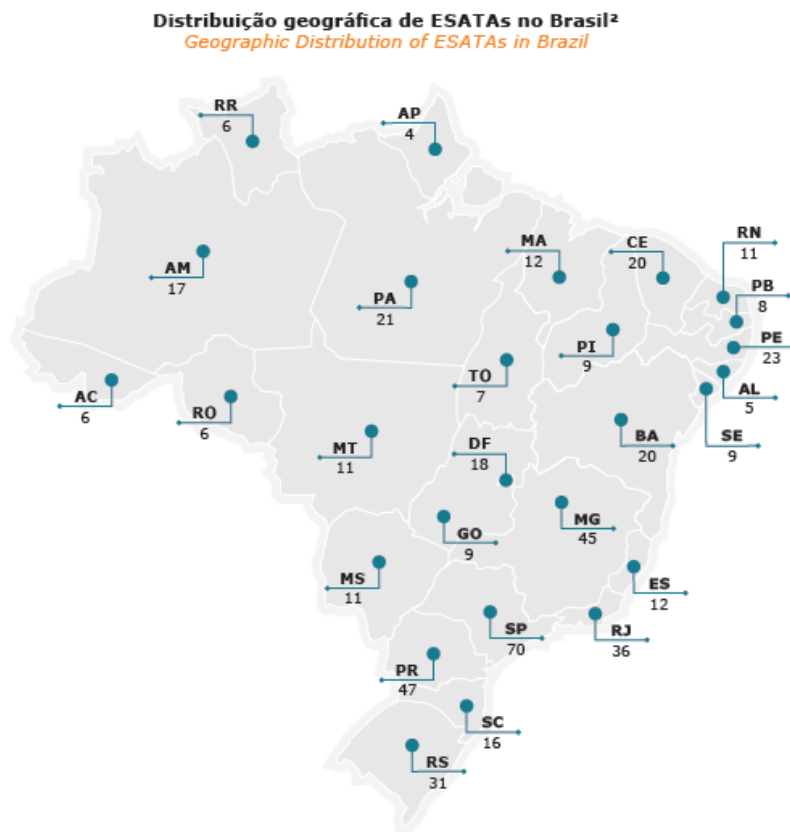 Distribuição geográfica de ESATAs no Brasil²
Geographic Distribution of ESATAs in Brazil
RR
6
AP
4
RN
11
MA
12
CE
20
AM
17
PA
21
PB
8
PE
23
PI
9
TO
7
AL
5
AC
6
RO
6
MT
11
DF
18
BA
20
SE
9
MG
45
GO
9
MS
11
ES
12
SP
70
RJ
36
PR
47
SC
16
RS
31